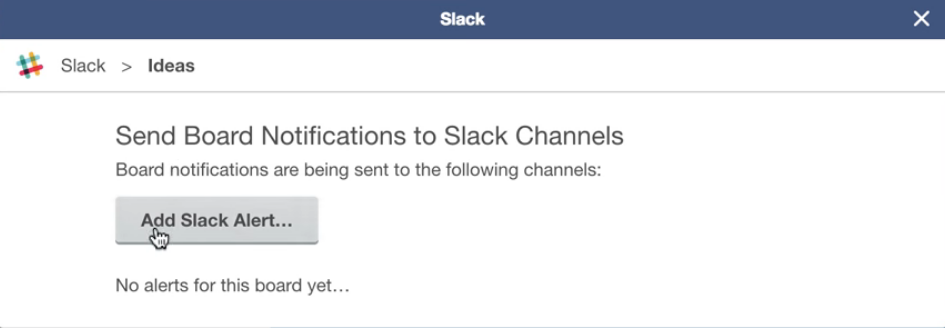 Slack
Slack > Ideas
Send Board Notifications to Slack Channels
Board notifications are being sent to the following channels:
Add Slack Alert...
No alerts for this board yet...